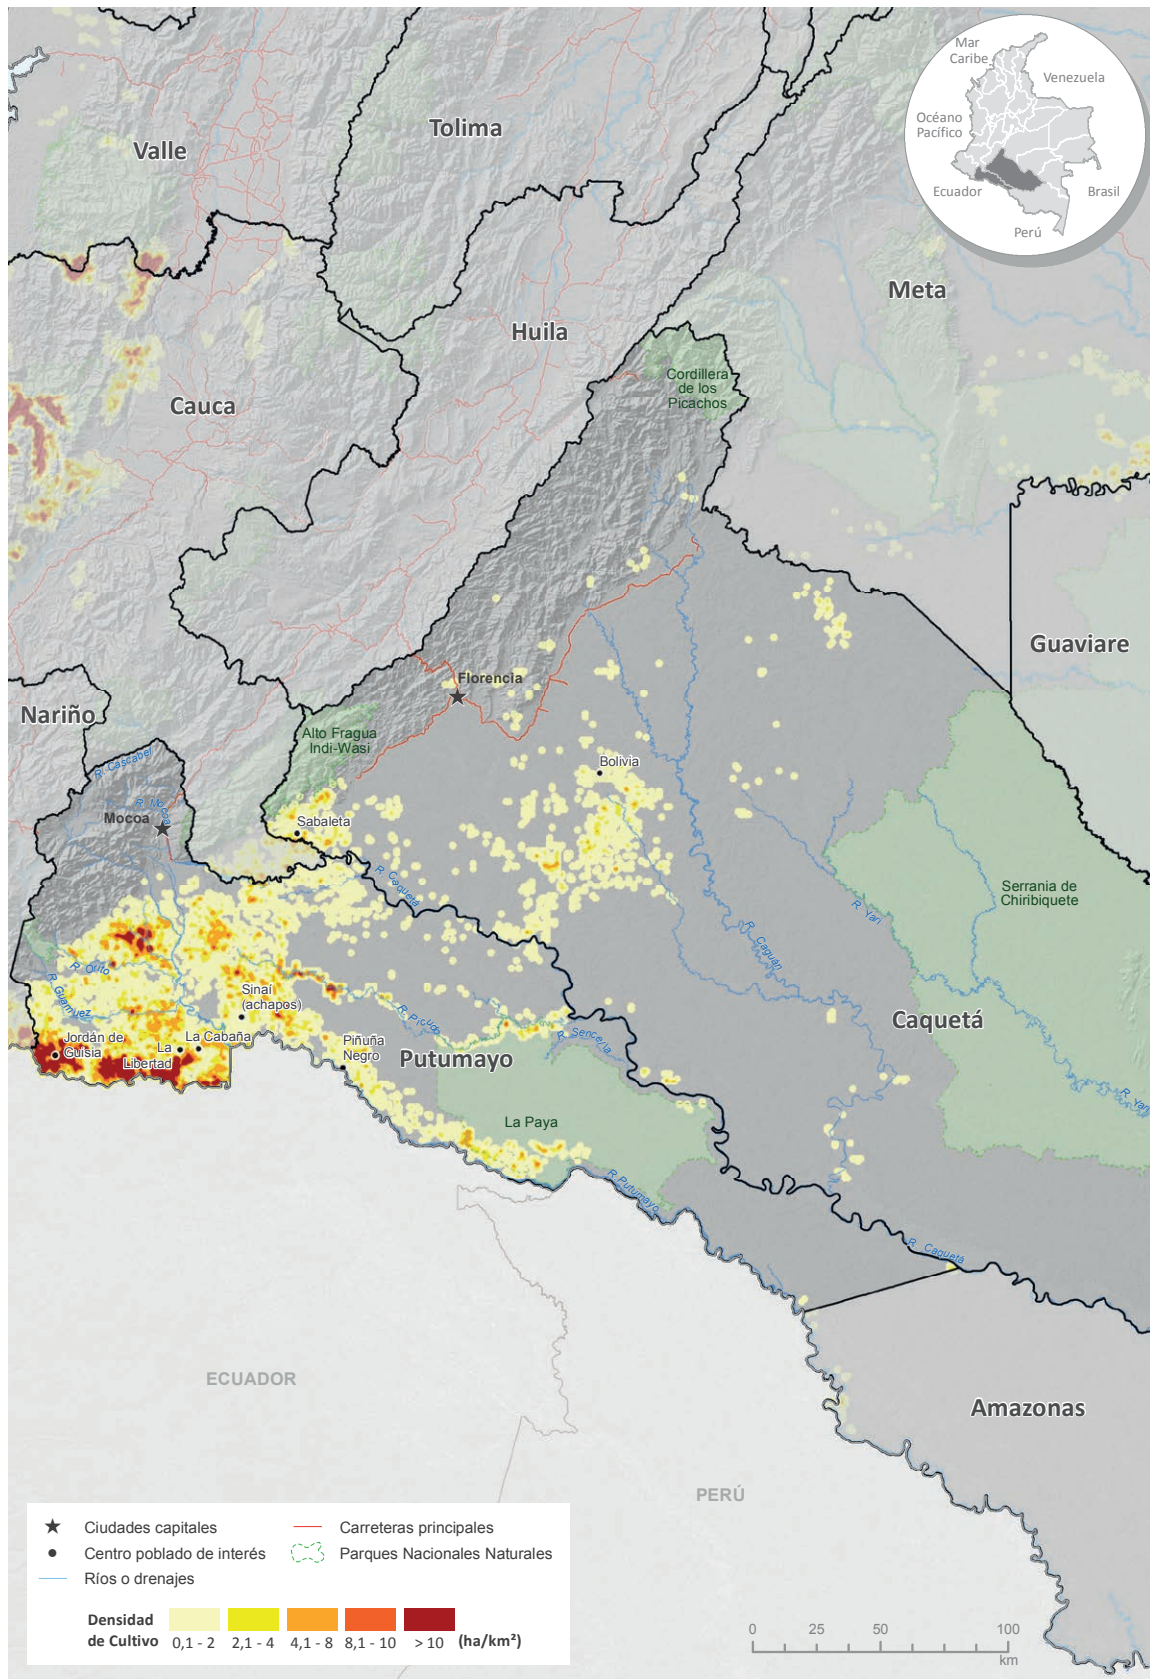 Mar
Caribe
Venezuela
Océano
Pacífico
Ecuador
Brasil
Perú
Tolima
Valle
Meta
Huila
Cordillera
de los
Picachos
Cauca
Guaviare
Florencia
Nariño
Alto Fragua
Indi-Wasi
R. Cascabel
Bolivia
R. Mocoa
Mocoa
Sabaleta
R. Caquetá
Serrania de
Chiribiquete
R. Yarí
R. Caguán
R. Orito
R. Guamuez
Sinaí
(achapos)
R. Piñudo
R. Sencella
Caquetá
Jordán de
Guisia
La
Libertad
La Cabaña
Piñuña
Negro
Putumayo
R. Yarí
La Paya
R. Putumayo
R. Caquetá
ECUADOR
Amazonas
PERÚ
Ciudades capitales
Carreteras principales
Centro poblado de interés
Parques Nacionales Naturales
Ríos o drenajes
Densidad
de Cultivo
0,1 - 2
2,1 - 4
4,1 - 8
8,1 - 10
> 10
(ha/km²)
0
25
50
100
km